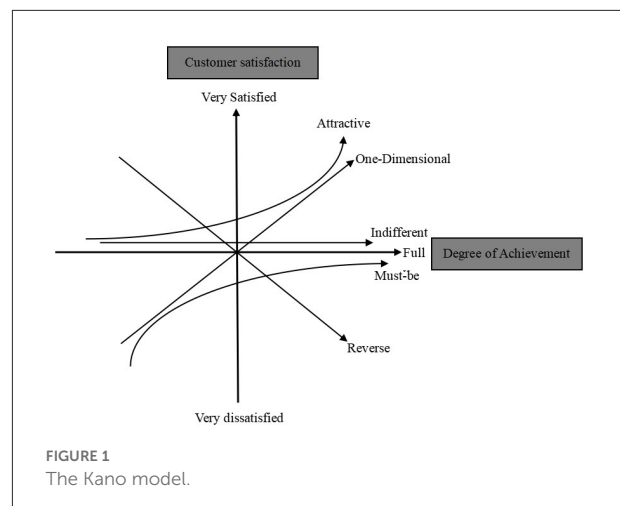 Customer satisfaction
Very Satisfied
Attractive
One-Dimensional
Indifferent
Full
Degree of Achievement
Must-be
Reverse
Very dissatisfied
FIGURE 1
The Kano model.